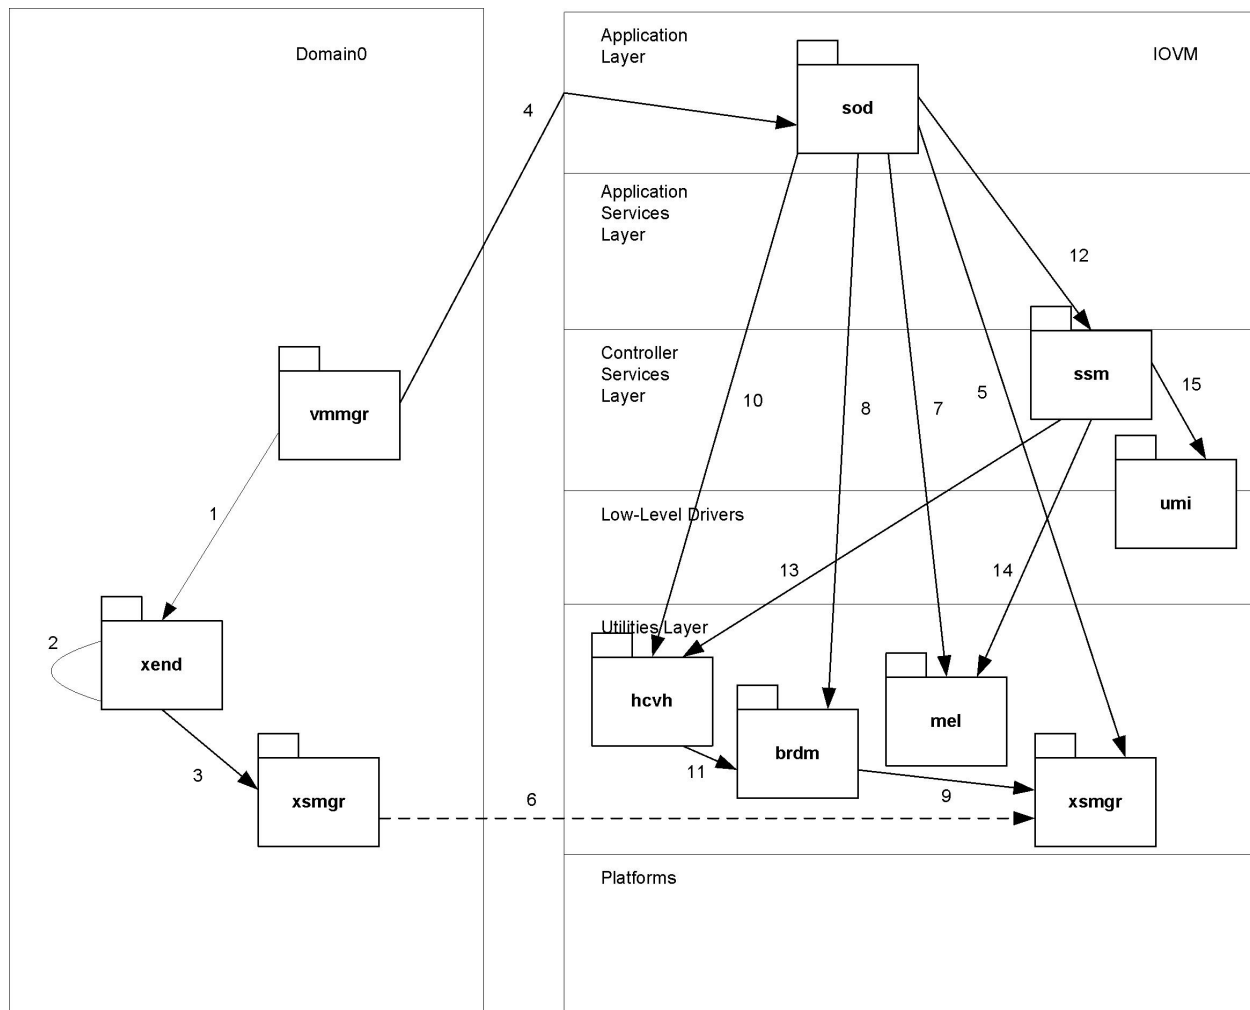 Domain0
Application
Layer
IOVM
sod
4
Application
Services
Layer
12
Controller
Services
Layer
ssm
15
vmmgr
10
8
7
5
umi
1
Low-Level Drivers
13
14
2
xend
Utilities Layer
hcvh
mel
brdm
3
xsmgr
11
9
xsmgr
6
Platforms